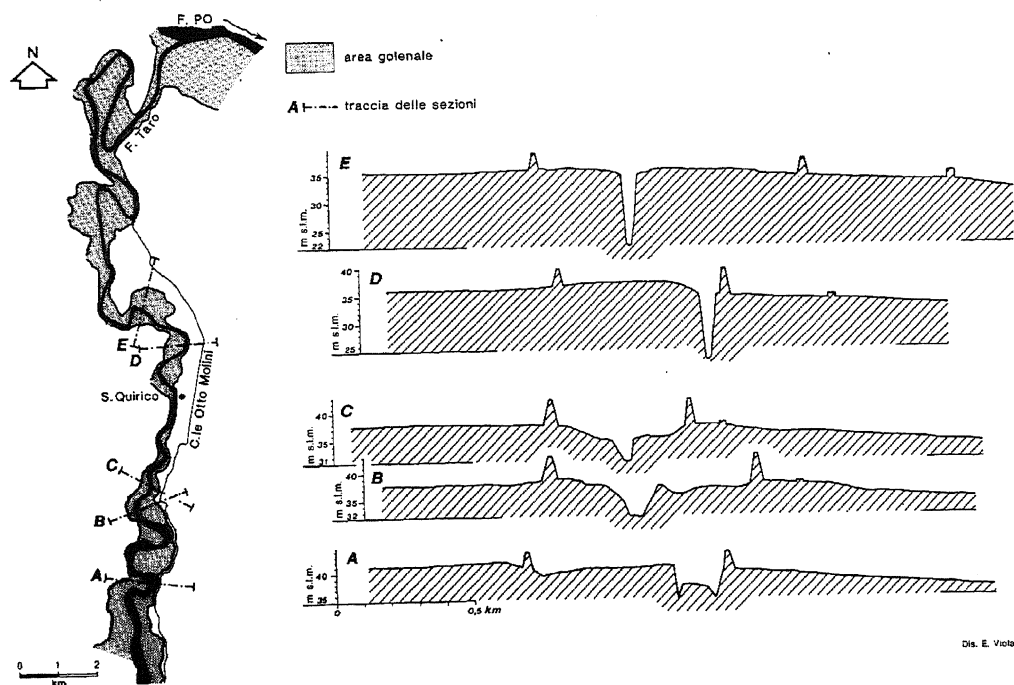 F. PO
N
area golenale
A traccia delle sezioni
F. Taro
E
D
S. Quirico
C.le Otto Molini
C
B
A
0 1 2
km
E
35
30
25
22
m s.l.m.
D
40
35
30
25
m s.l.m.
C
40
35
31
m s.l.m.
B
40
35
32
m s.l.m.
A
40
35
m s.l.m.
0 0,5 km
Dis. E. Viola